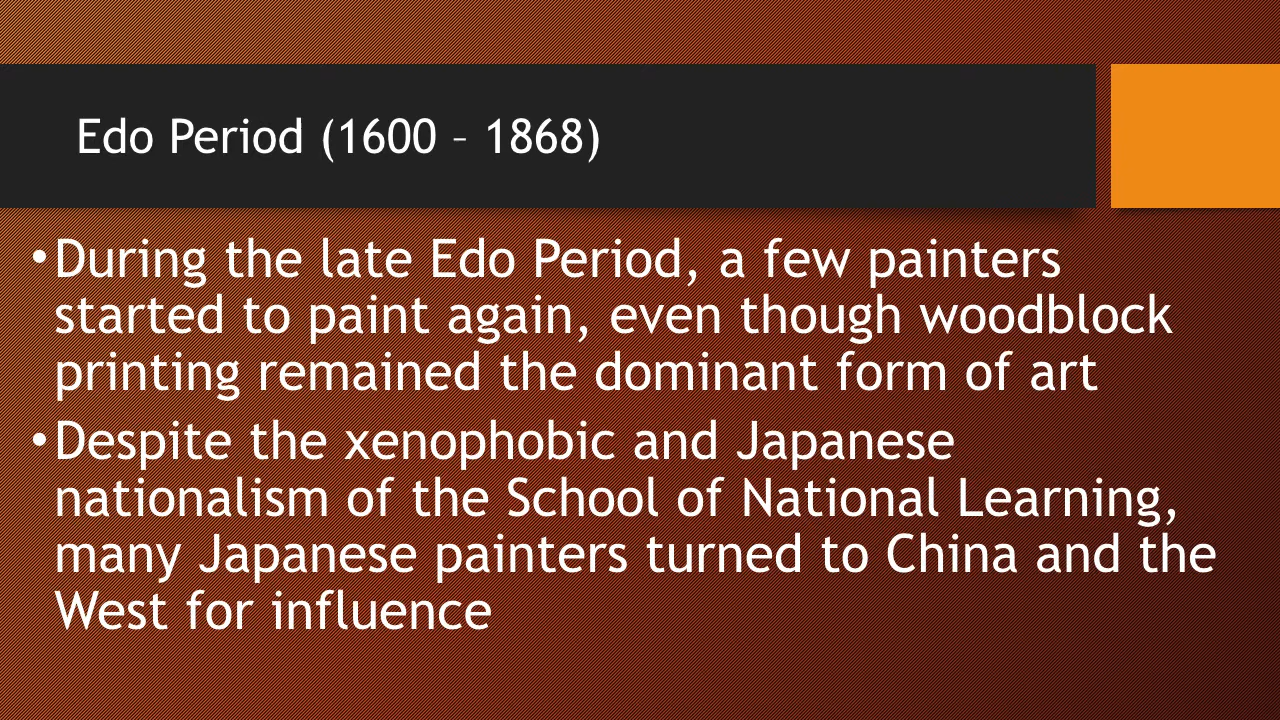 Edo Period (1600 – 1868)
•During the late Edo Period, a few painters
started to paint again, even though woodblock
printing remained the dominant form of art
•Despite the xenophobic and Japanese
nationalism of the School of National Learning,
many Japanese painters turned to China and the
West for influence